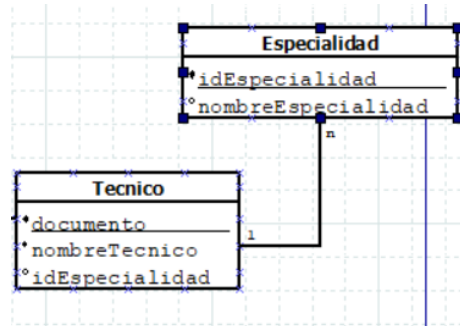 Especialidad
idEspecialidad
nombreEspecialidad
n
Tecnico
documento
1
nombreTecnico
idEspecialidad